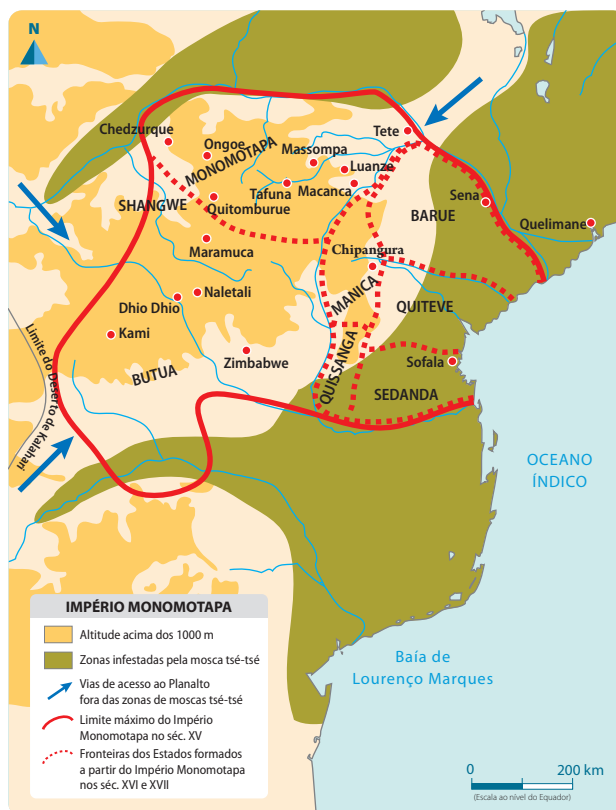 N
Chedzurque
Ongoe
MONOMOTAPA
Massompa
Tete
Luanze
Tafuna
Macanca
SHANGWE
Quitomburue
BARUE
Sena
Quelimane
Maramuca
Chipangura
Naletali
Dhio Dhio
MANICA
QUITEVE
Kami
Limite do Deserto de Kalahari
BUTUA
Zimbabwe
QUISSANGA
Sofala
SEDANDA
OCEANO
ÍNDICO
Baía de
Lourenço Marques
IMPÉRIO MONOMOTAPA
Altitude acima dos 1000 m
Zonas infestadas pela mosca tsé-tsé
Vias de acesso ao Planalto
fora das zonas de moscas tsé-tsé
Limite máximo do Império
Monomotapa no séc. XV
Fronteiras dos Estados formados
a partir do Império Monomotapa
nos séc. XVI e XVII
0 200 km
(Escala ao nível do Equador)